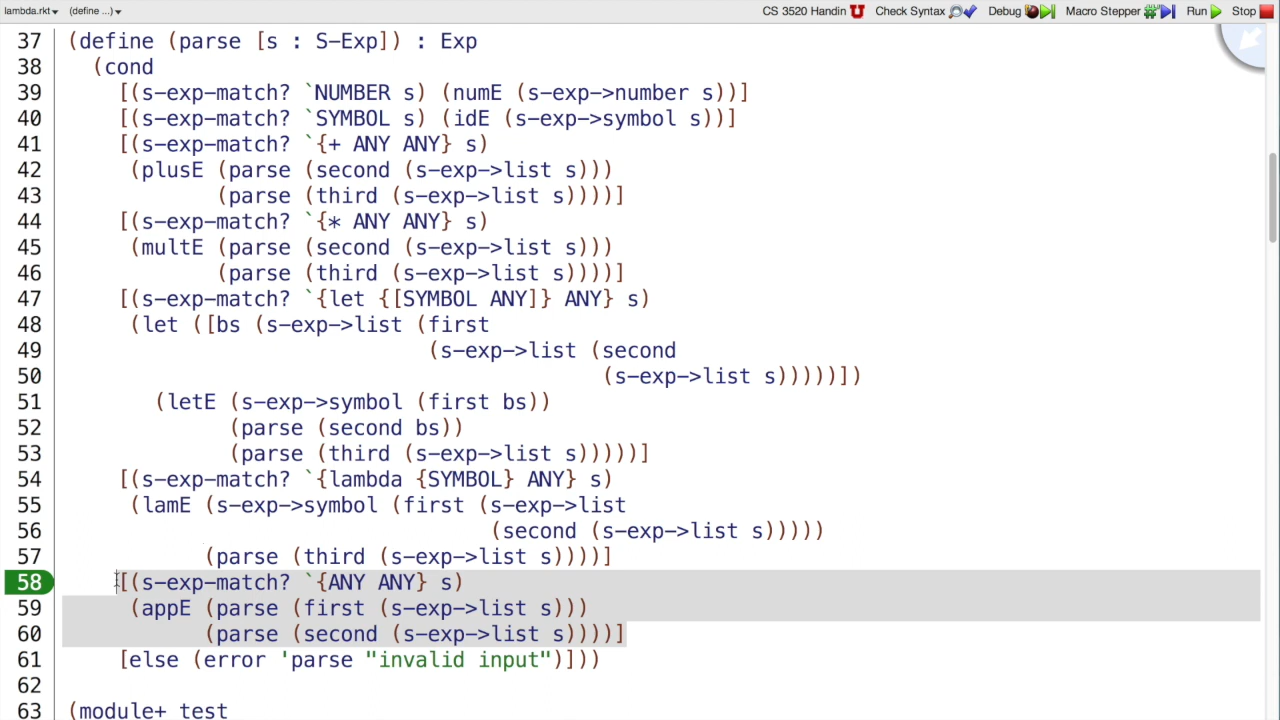 lambda.rkt▾ (define ...)▾ CS 3520 Handin Check Syntax Debug Macro Stepper Run Stop
37 (define (parse [s : S-Exp]) : Exp
38 (cond
39 [(s-exp-match? `NUMBER s) (numE (s-exp->number s))]
40 [(s-exp-match? `SYMBOL s) (idE (s-exp->symbol s))]
41 [(s-exp-match? `{+ ANY ANY} s)
42 (plusE (parse (second (s-exp->list s)))
43 (parse (third (s-exp->list s))))]
44 [(s-exp-match? `{* ANY ANY} s)
45 (multE (parse (second (s-exp->list s)))
46 (parse (third (s-exp->list s))))]
47 [(s-exp-match? `{let {[SYMBOL ANY]} ANY} s)
48 (let ([bs (s-exp->list (first
49 (s-exp->list (second
50 (s-exp->list s)))))])
51 (letE (s-exp->symbol (first bs))
52 (parse (second bs))
53 (parse (third (s-exp->list s)))))]
54 [(s-exp-match? `{lambda {SYMBOL} ANY} s)
55 (lamE (s-exp->symbol (first (s-exp->list
56 (second (s-exp->list s)))))
57 (parse (third (s-exp->list s))))]
58 [(s-exp-match? `{ANY ANY} s)
59 (appE (parse (first (s-exp->list s)))
60 (parse (second (s-exp->list s))))]
61 [else (error 'parse "invalid input")]))
62
63 (module+ test